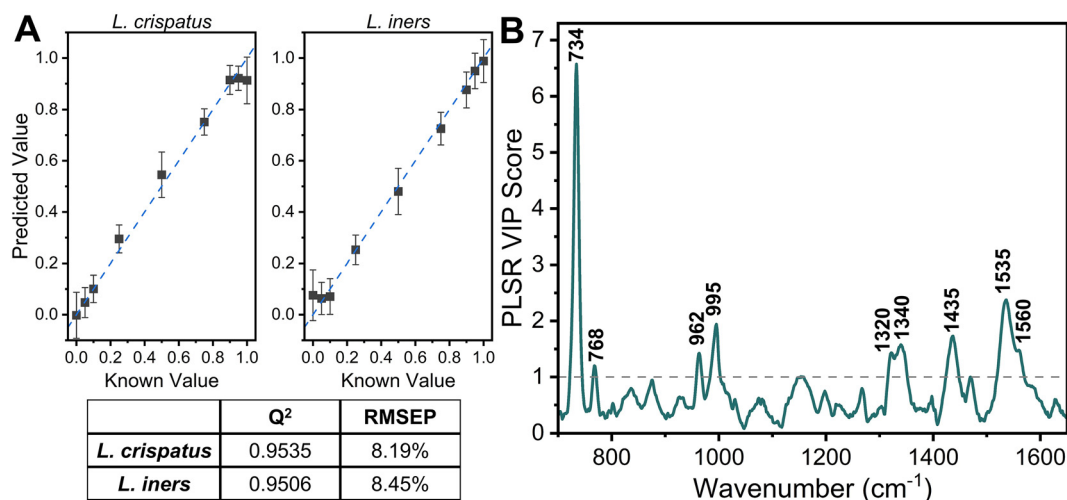 A
L. crispatus
L. iners
Predicted Value
1.0
0.8
0.6
0.4
0.2
0.0
0.0 0.2 0.4 0.6 0.8 1.0
Known Value
1.0
0.8
0.6
0.4
0.2
0.0
0.0 0.2 0.4 0.6 0.8 1.0
Known Value
Q² RMSEP
L. crispatus 0.9535 8.19%
L. iners 0.9506 8.45%
B
PLSR VIP Score
7
6
5
4
3
2
1
0
734
768
962
995
1320
1340
1435
1535
1560
800 1000 1200 1400 1600
Wavenumber (cm⁻¹)